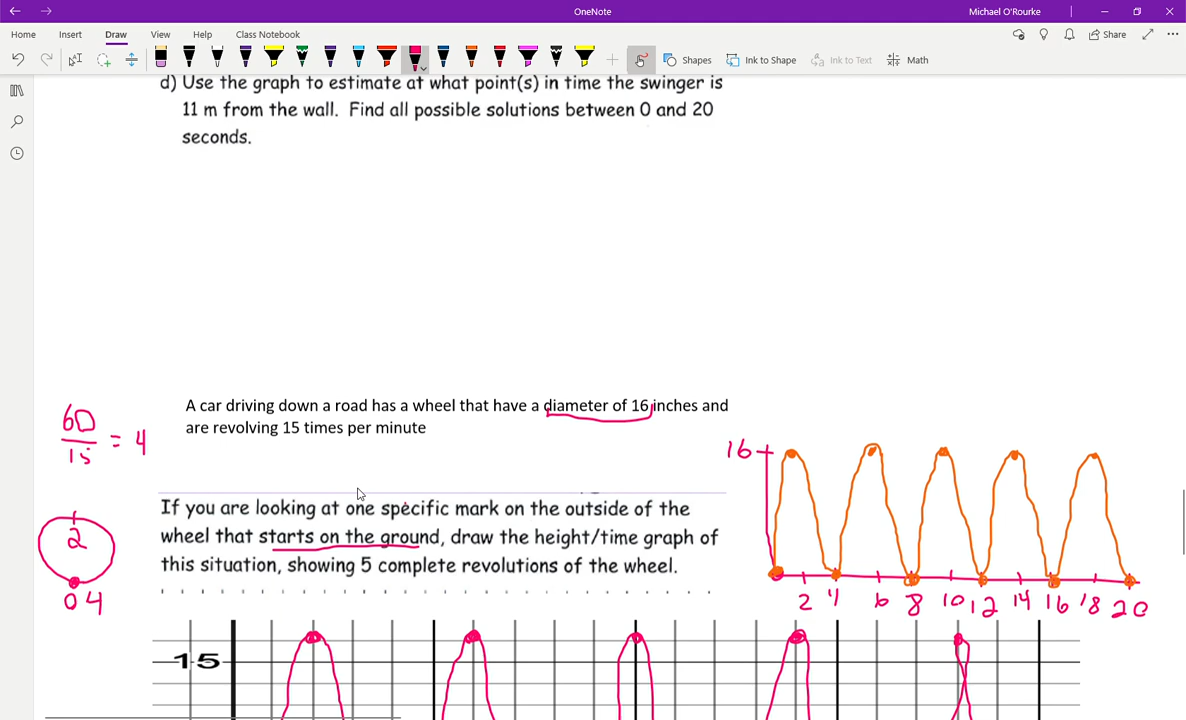 OneNote
Michael O'Rourke
Home Insert Draw View Help Class Notebook
Share
Shapes Ink to Shape Ink to Text Math
d) Use the graph to estimate at what point(s) in time the swinger is
11 m from the wall. Find all possible solutions between 0 and 20
seconds.
A car driving down a road has a wheel that have a diameter of 16 inches and
are revolving 15 times per minute
60
15 = 4
16
If you are looking at one specific mark on the outside of the
wheel that starts on the ground, draw the height/time graph of
this situation, showing 5 complete revolutions of the wheel.
2
0 4
2 4 6 8 10 12 14 16 18 20
15